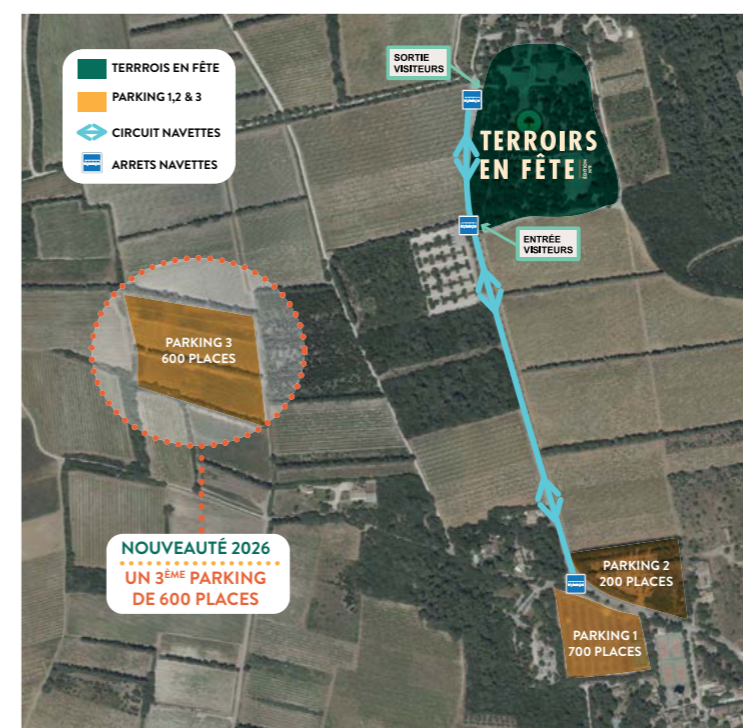 TERRROIS EN FÊTE
PARKING 1,2 & 3
CIRCUIT NAVETTES
ARRETS NAVETTES
SORTIE
VISITEURS
TERROIRS
EN FÊTE
ENTRÉE
VISITEURS
PARKING 3
600 PLACES
NOUVEAUTÉ 2026
UN 3ÈME PARKING
DE 600 PLACES
PARKING 2
200 PLACES
PARKING 1
700 PLACES